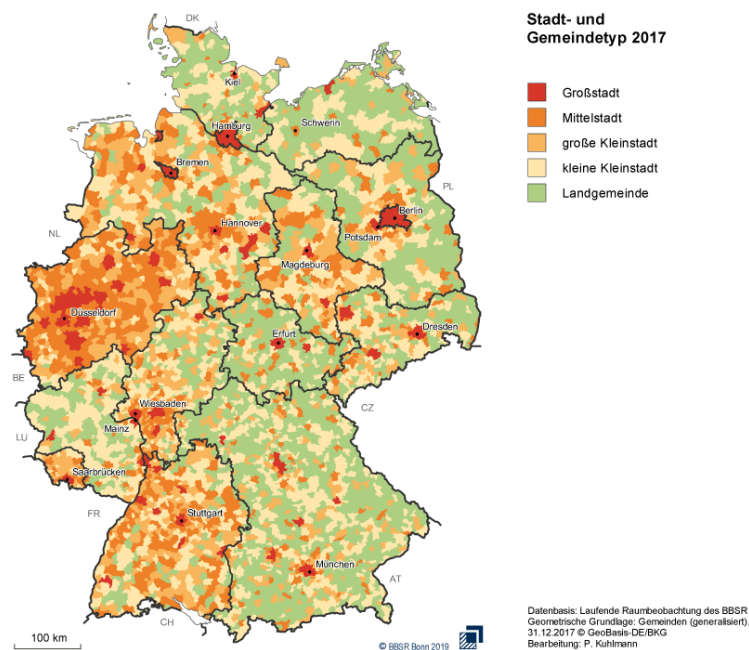 Stadt- und
Gemeindetyp 2017
Großstadt
Mittelstadt
große Kleinstadt
kleine Kleinstadt
Landgemeinde
DK
Kiel
Hamburg
Schwerin
Bremen
PL
Berlin
NL
Hannover
Potsdam
Magdeburg
Düsseldorf
Dresden
Erfurt
BE
Wiesbaden
CZ
Mainz
LU
Saarbrücken
FR
Stuttgart
München
AT
CH
100 km
© BBSR Bonn 2019
Datenbasis: Laufende Raumbeobachtung des BBSR
Geometrische Grundlage: Gemeinden (generalisiert),
31.12.2017 © GeoBasis-DE/BKG
Bearbeitung: P. Kuhlmann